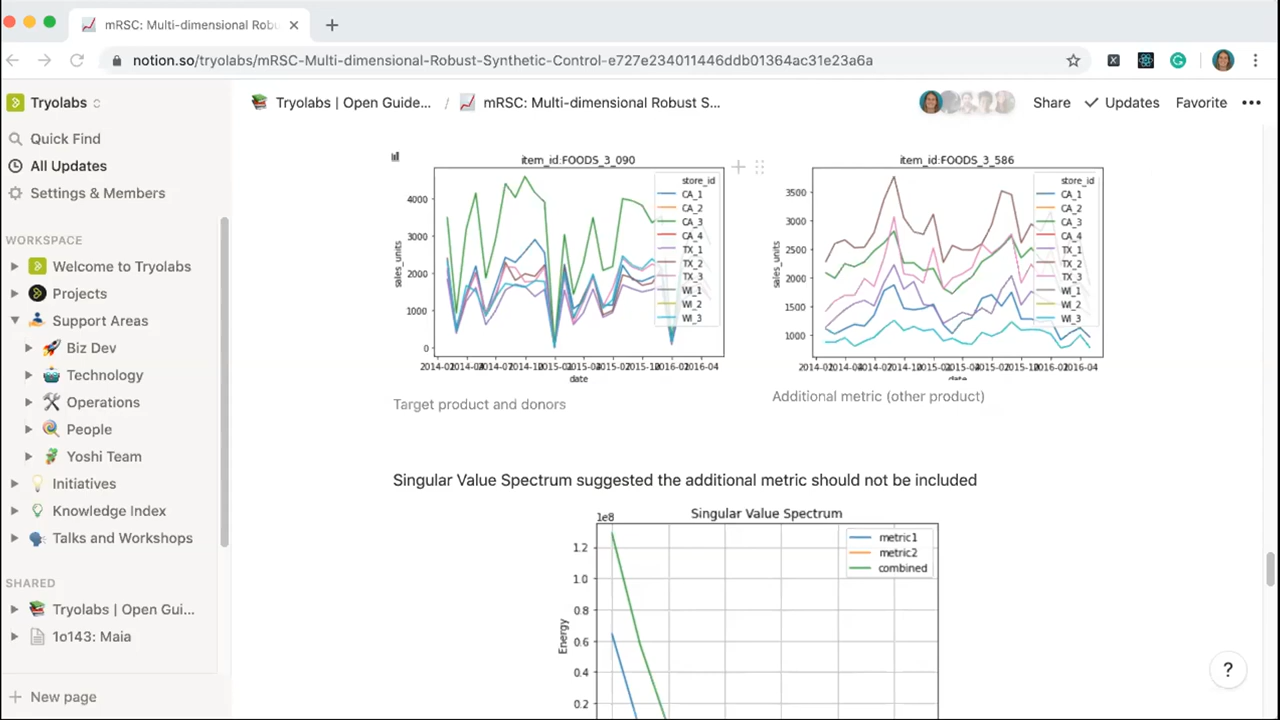 mRSC: Multi-dimensional Robu
notion.so/tryolabs/mRSC-Multi-dimensional-Robust-Synthetic-Control-e727e234011446ddb01364ac31e23a6a
Tryolabs
Tryolabs | Open Guide... / mRSC: Multi-dimensional Robust S...
Share
Updates
Favorite
Quick Find
All Updates
Settings & Members
WORKSPACE
Welcome to Tryolabs
Projects
Support Areas
Biz Dev
Technology
Operations
People
Yoshi Team
Initiatives
Knowledge Index
Talks and Workshops
SHARED
Tryolabs | Open Gui...
1o143: Maia
New page
item_id:FOODS_3_090
store_id
CA_1
CA_2
CA_3
CA_4
TX_1
TX_2
TX_3
WI_1
WI_2
WI_3
4000
3000
2000
1000
0
sales_units
date
Target product and donors
item_id:FOODS_3_586
store_id
CA_1
CA_2
CA_3
CA_4
TX_1
TX_2
TX_3
WI_1
WI_2
WI_3
3500
3000
2500
2000
1500
1000
sales_units
date
Additional metric (other product)
Singular Value Spectrum suggested the additional metric should not be included
1e8
Singular Value Spectrum
metric1
metric2
combined
1.2
1.0
0.8
0.6
0.4
0.2
Energy
?